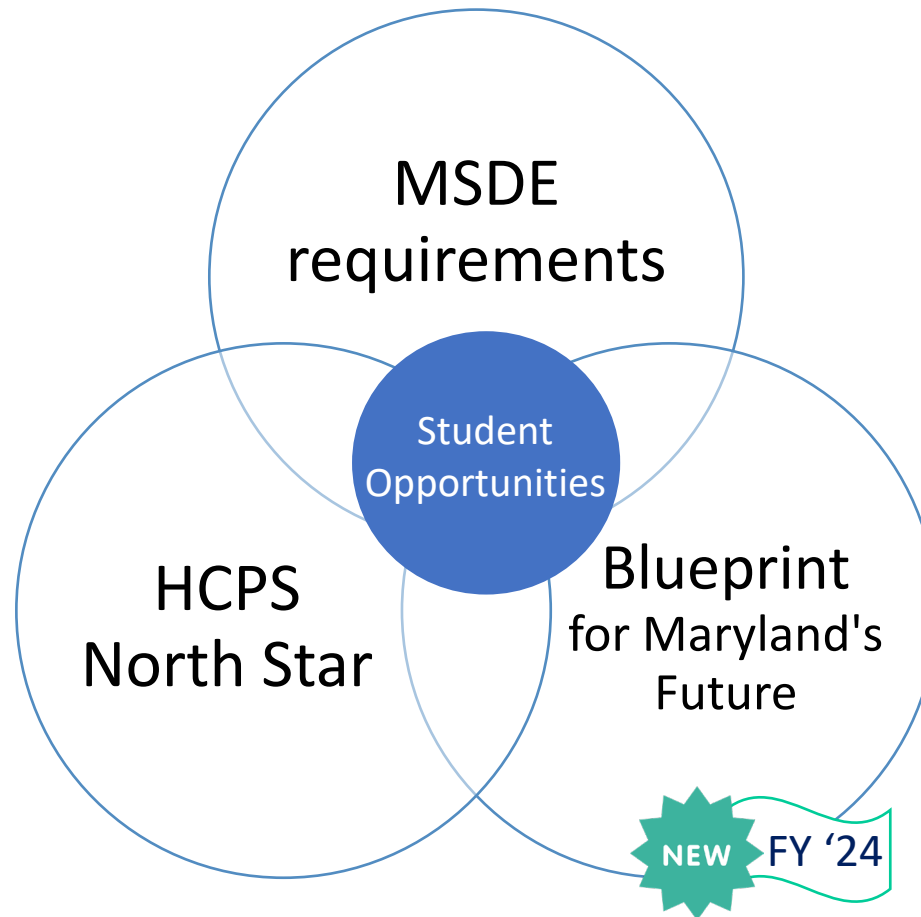 MSDE
requirements
Student
Opportunities
HCPS
North Star
Blueprint
for Maryland's
Future
NEW
FY ‘24